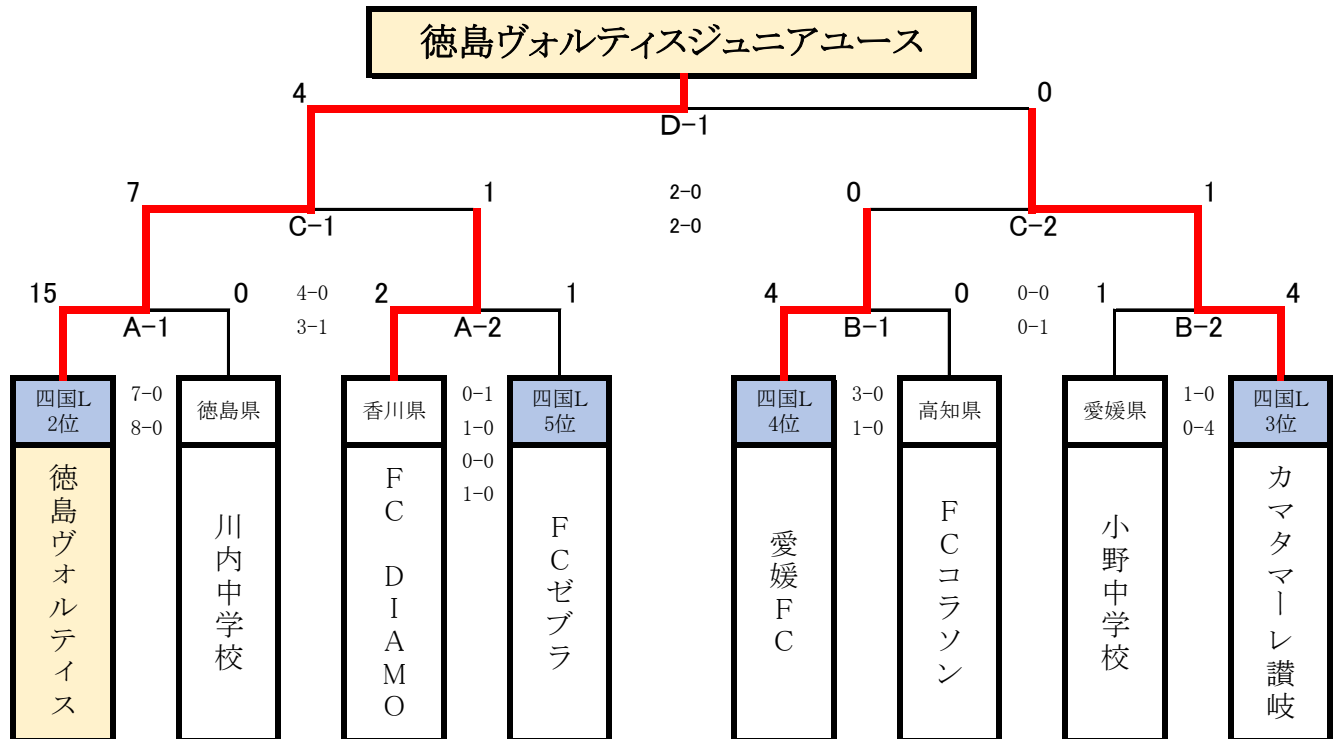 徳島ヴォルティスジュニアユース
4
0
D-1
7
1
2-0
0
1
C-1
2-0
C-2
15
0
4-0
2
1
4
0
0-0
1
4
A-1
3-1
A-2
B-1
0-1
B-2
四国L
2位
7-0
8-0
徳島県
香川県
0-1
1-0
0-0
1-0
四国L
5位
四国L
4位
3-0
1-0
高知県
愛媛県
1-0
0-4
四国L
3位
徳島ヴォルティス
川内中学校
FC DIAMO
FCゼブラ
愛媛FC
FCコラソン
小野中学校
カマタマーレ讃岐